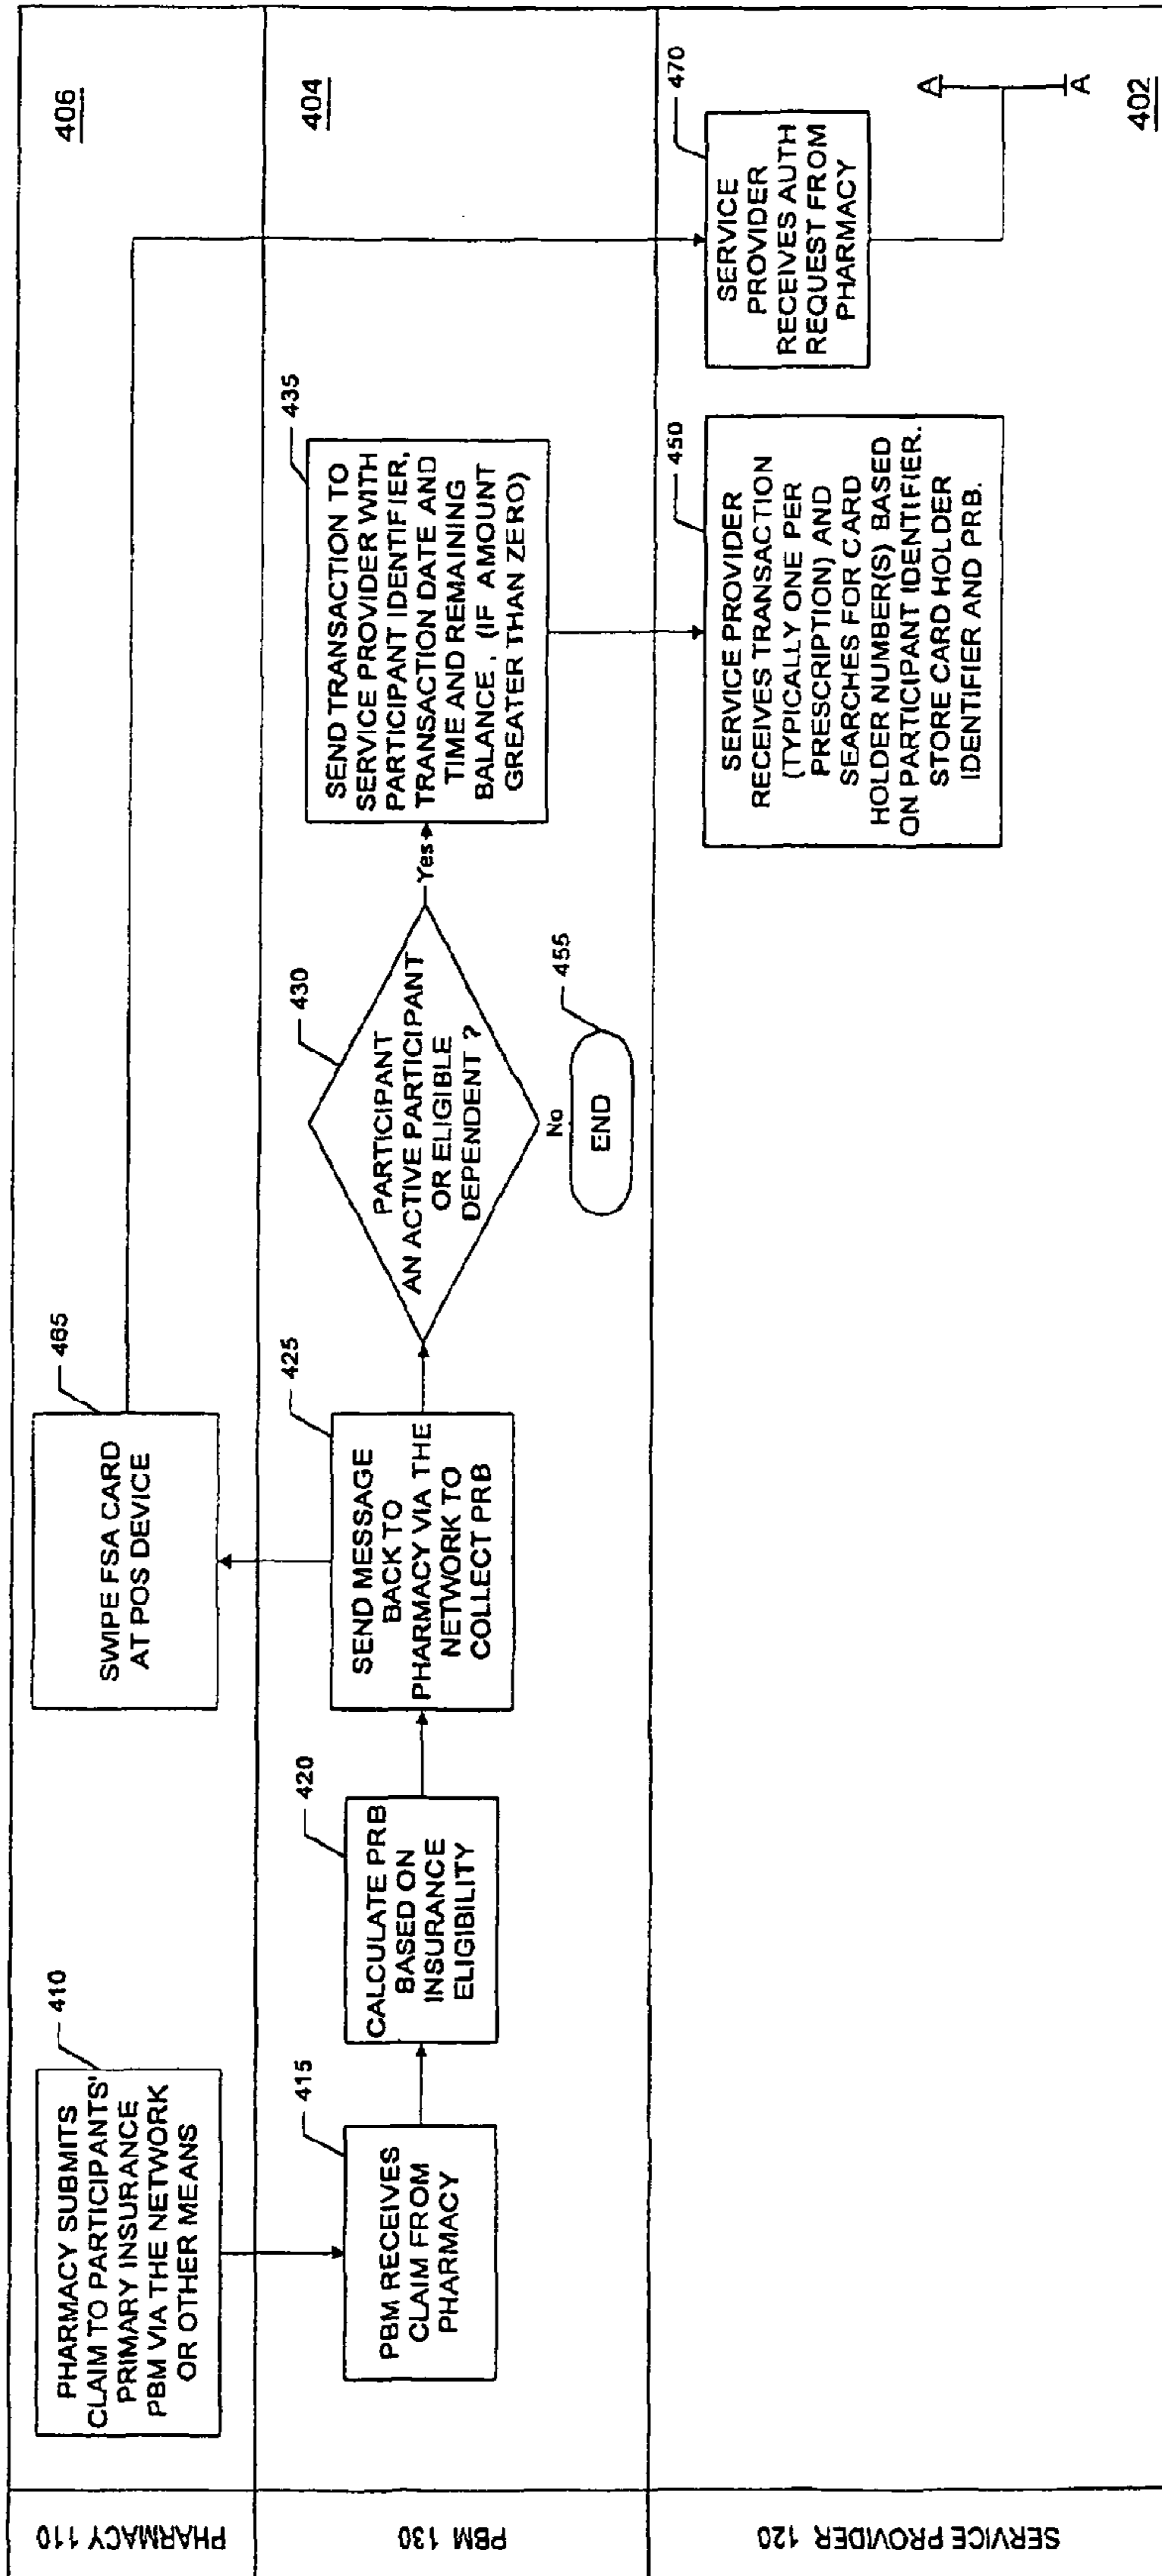 PHARMACY 110
406
410
PHARMACY SUBMITS
CLAIM TO PARTICIPANTS'
PRIMARY INSURANCE
PBM VIA THE NETWORK
OR OTHER MEANS
465
SWIPE FSA CARD
AT POS DEVICE
PBM 130
404
415
PBM RECEIVES
CLAIM FROM
PHARMACY
420
CALCULATE PRB
BASED ON
INSURANCE
ELIGIBILITY
425
SEND MESSAGE
BACK TO
PHARMACY VIA THE
NETWORK TO
COLLECT PRB
430
PARTICIPANT
AN ACTIVE PARTICIPANT
OR ELIGIBLE
DEPENDENT ?
Yes
No
455
END
435
SEND TRANSACTION TO
SERVICE PROVIDER WITH
PARTICIPANT IDENTIFIER,
TRANSACTION DATE AND
TIME AND REMAINING
BALANCE, (IF AMOUNT
GREATER THAN ZERO)
SERVICE PROVIDER 120
450
SERVICE PROVIDER
RECEIVES TRANSACTION
(TYPICALLY ONE PER
PRESCRIPTION) AND
SEARCHES FOR CARD
HOLDER NUMBER(S) BASED
ON PARTICIPANT IDENTIFIER.
STORE CARD HOLDER
IDENTIFIER AND PRB.
470
SERVICE
PROVIDER
RECEIVES AUTH
REQUEST FROM
PHARMACY
A
A
402